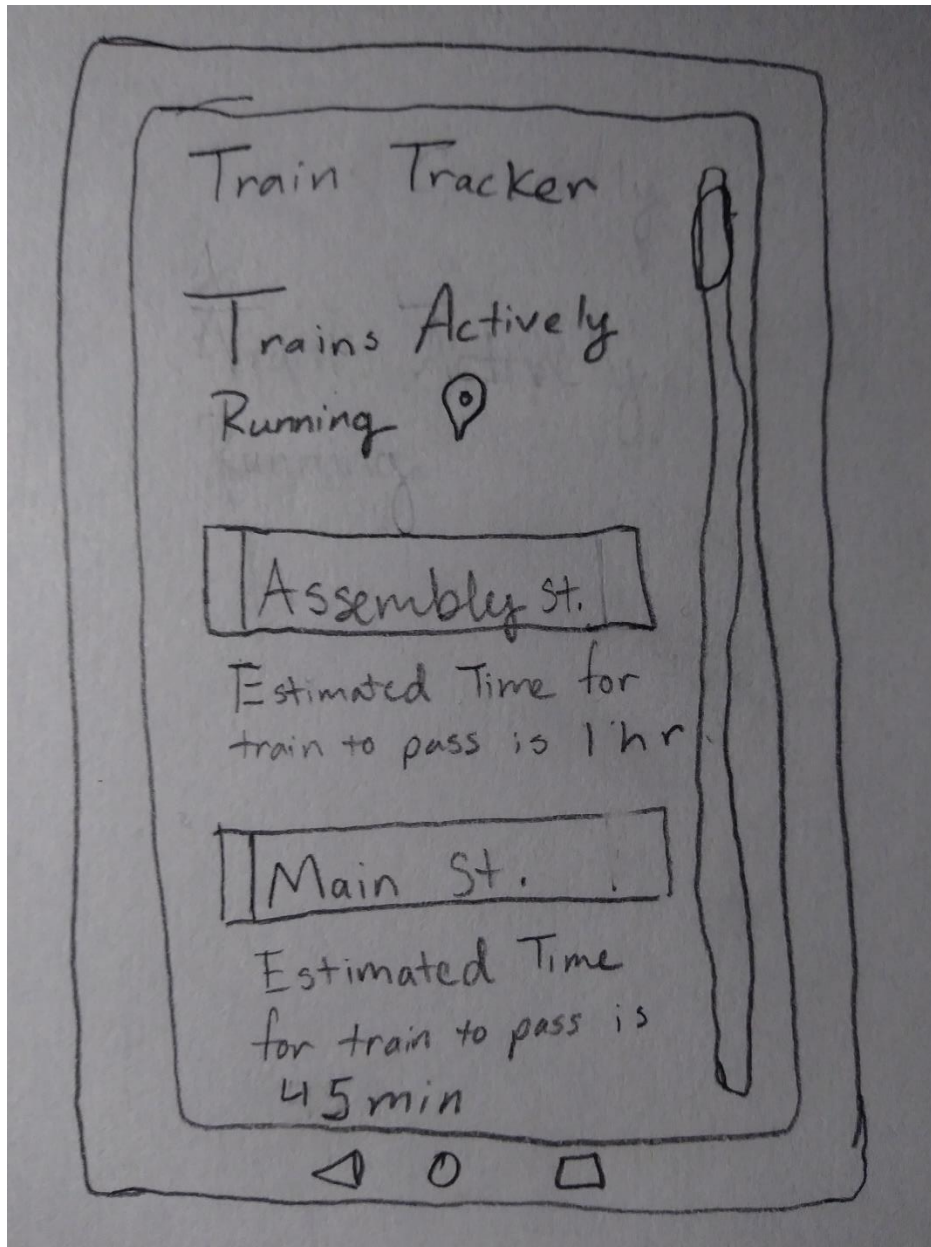 Train Tracker
Trains Actively
Running
Assembly St.
Estimated Time for
train to pass is 1 hr.
Main St.
Estimated Time
for train to pass is
45 min